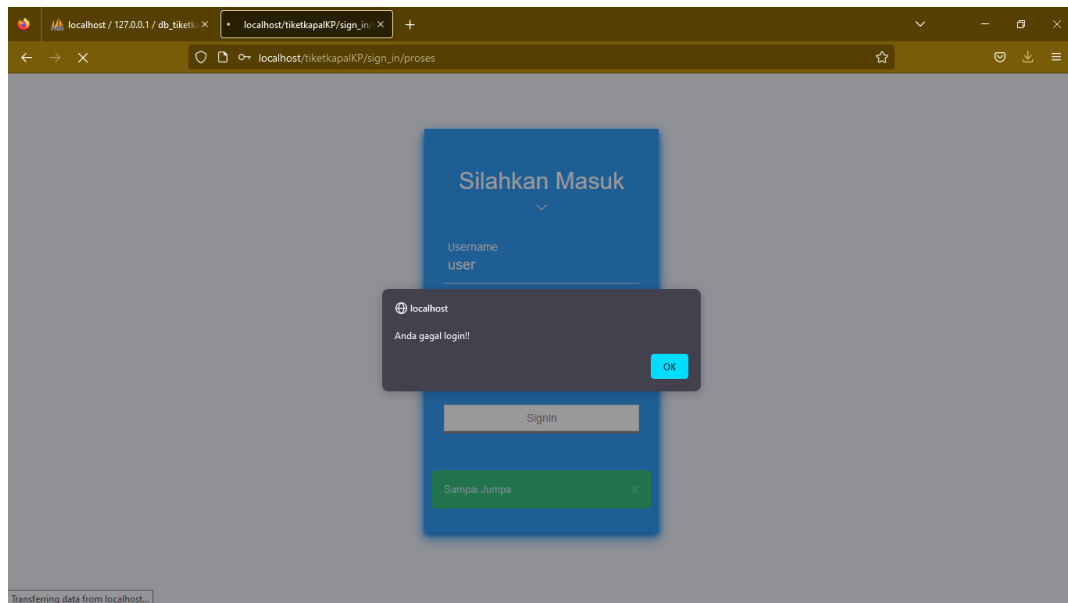 localhost / 127.0.0.1 / db_tiketk
localhost/tiketkapalKP/sign_in/
localhost/tiketkapalKP/sign_in/proses
Silahkan Masuk
Username
user
localhost
Anda gagal login!!
OK
SignIn
Sampai Jumpa
Transferring data from localhost...